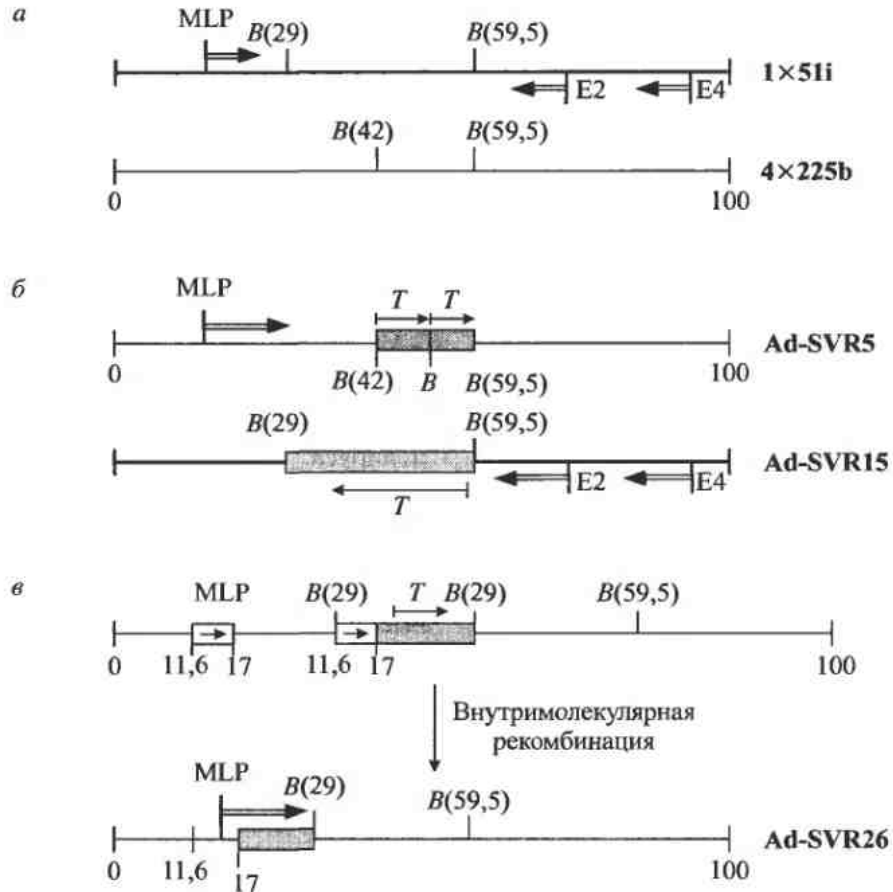 а
MLP
B(29)
B(59,5)
E2
E4
1×51i
B(42)
B(59,5)
4×225b
0
100
б
MLP
T
T
0
B(42)
B
B(59,5)
100
Ad-SVR5
B(29)
B(59,5)
E2
E4
Ad-SVR15
T
в
MLP
B(29)
T
B(29)
B(59,5)
0
11,6
17
11,6
17
100
Внутримолекулярная
рекомбинация
MLP
B(29)
B(59,5)
Ad-SVR26
0
11,6
17
100